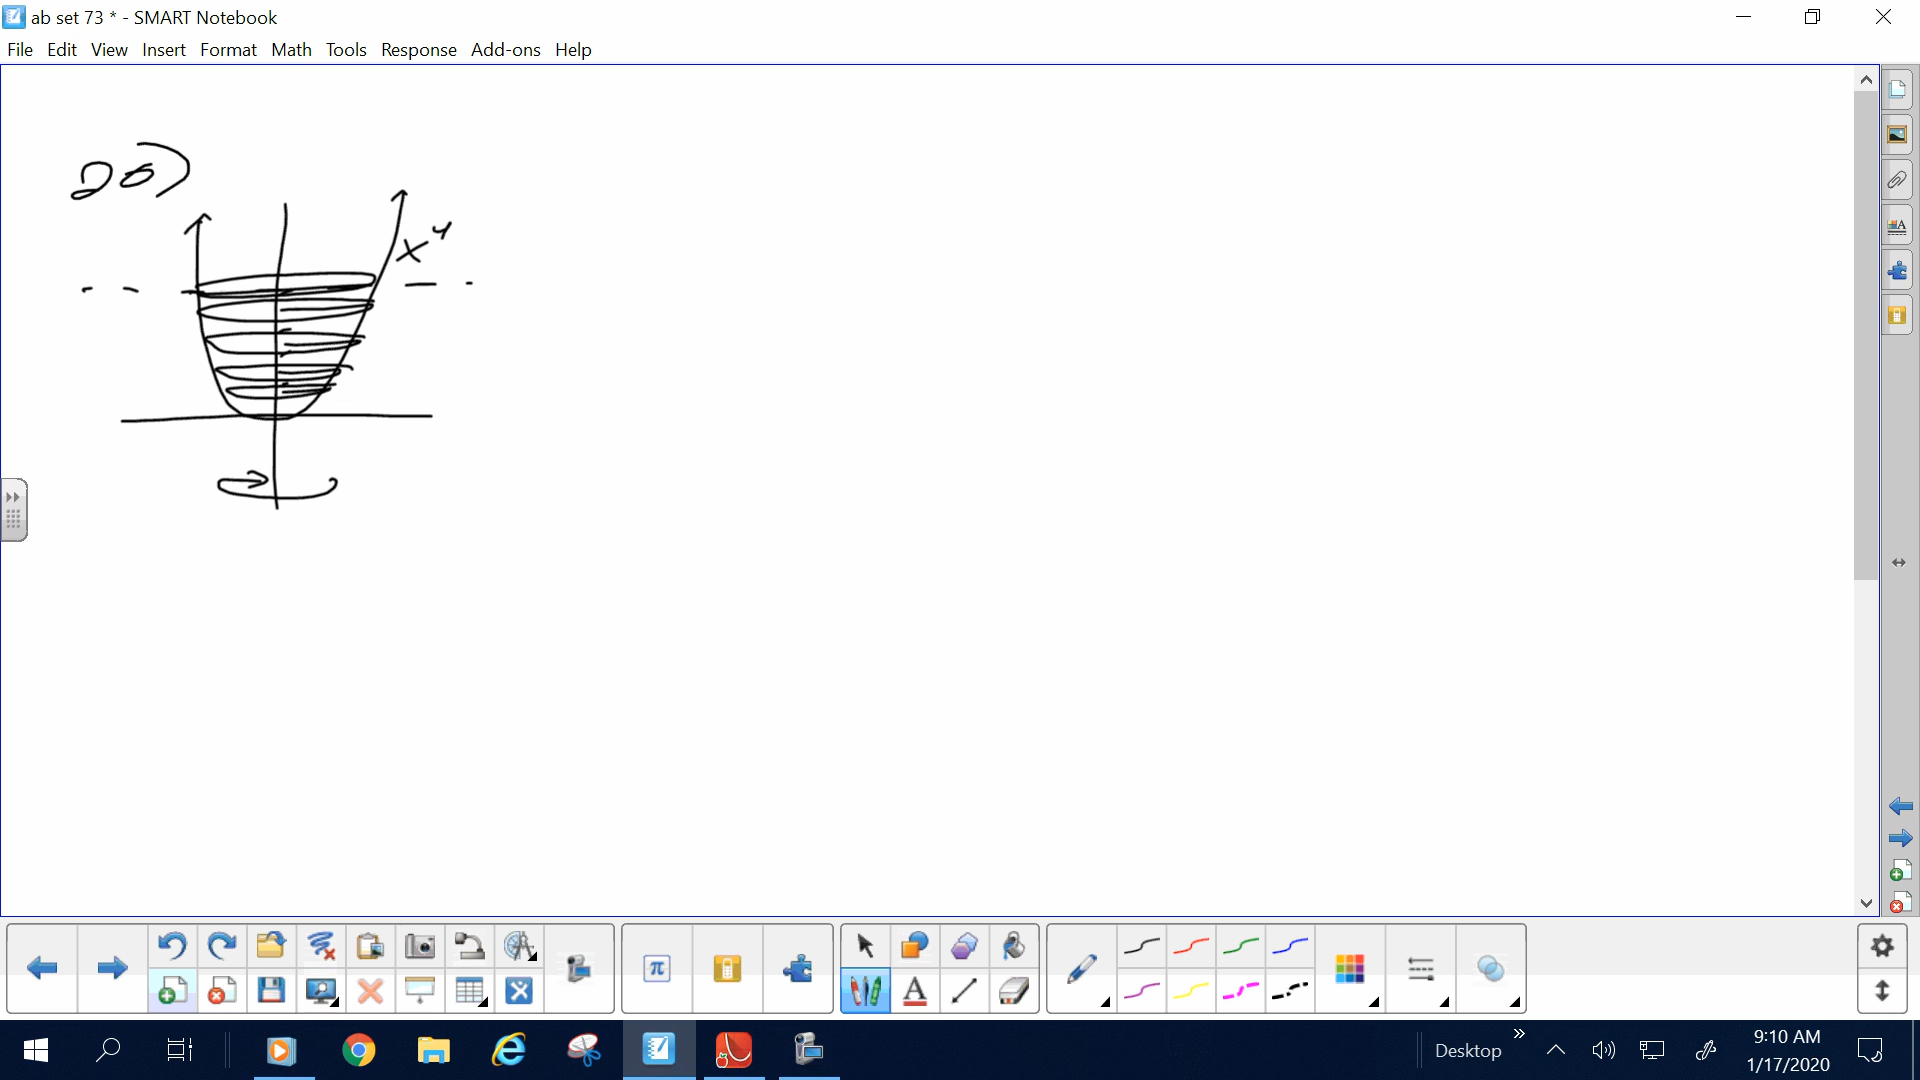 ab set 73 * - SMART Notebook
File Edit View Insert Format Math Tools Response Add-ons Help
20)
x⁴
π
A
Desktop
9:10 AM
1/17/2020